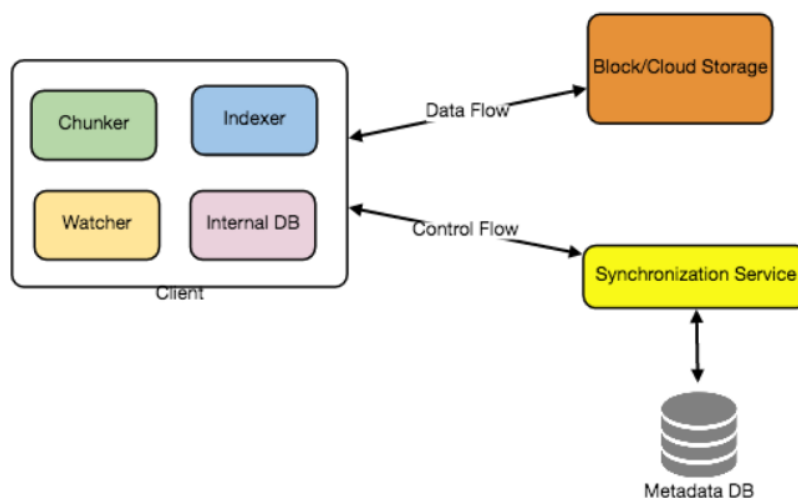 Block/Cloud Storage
Chunker
Indexer
Data Flow
Watcher
Internal DB
Control Flow
Client
Synchronization Service
Metadata DB